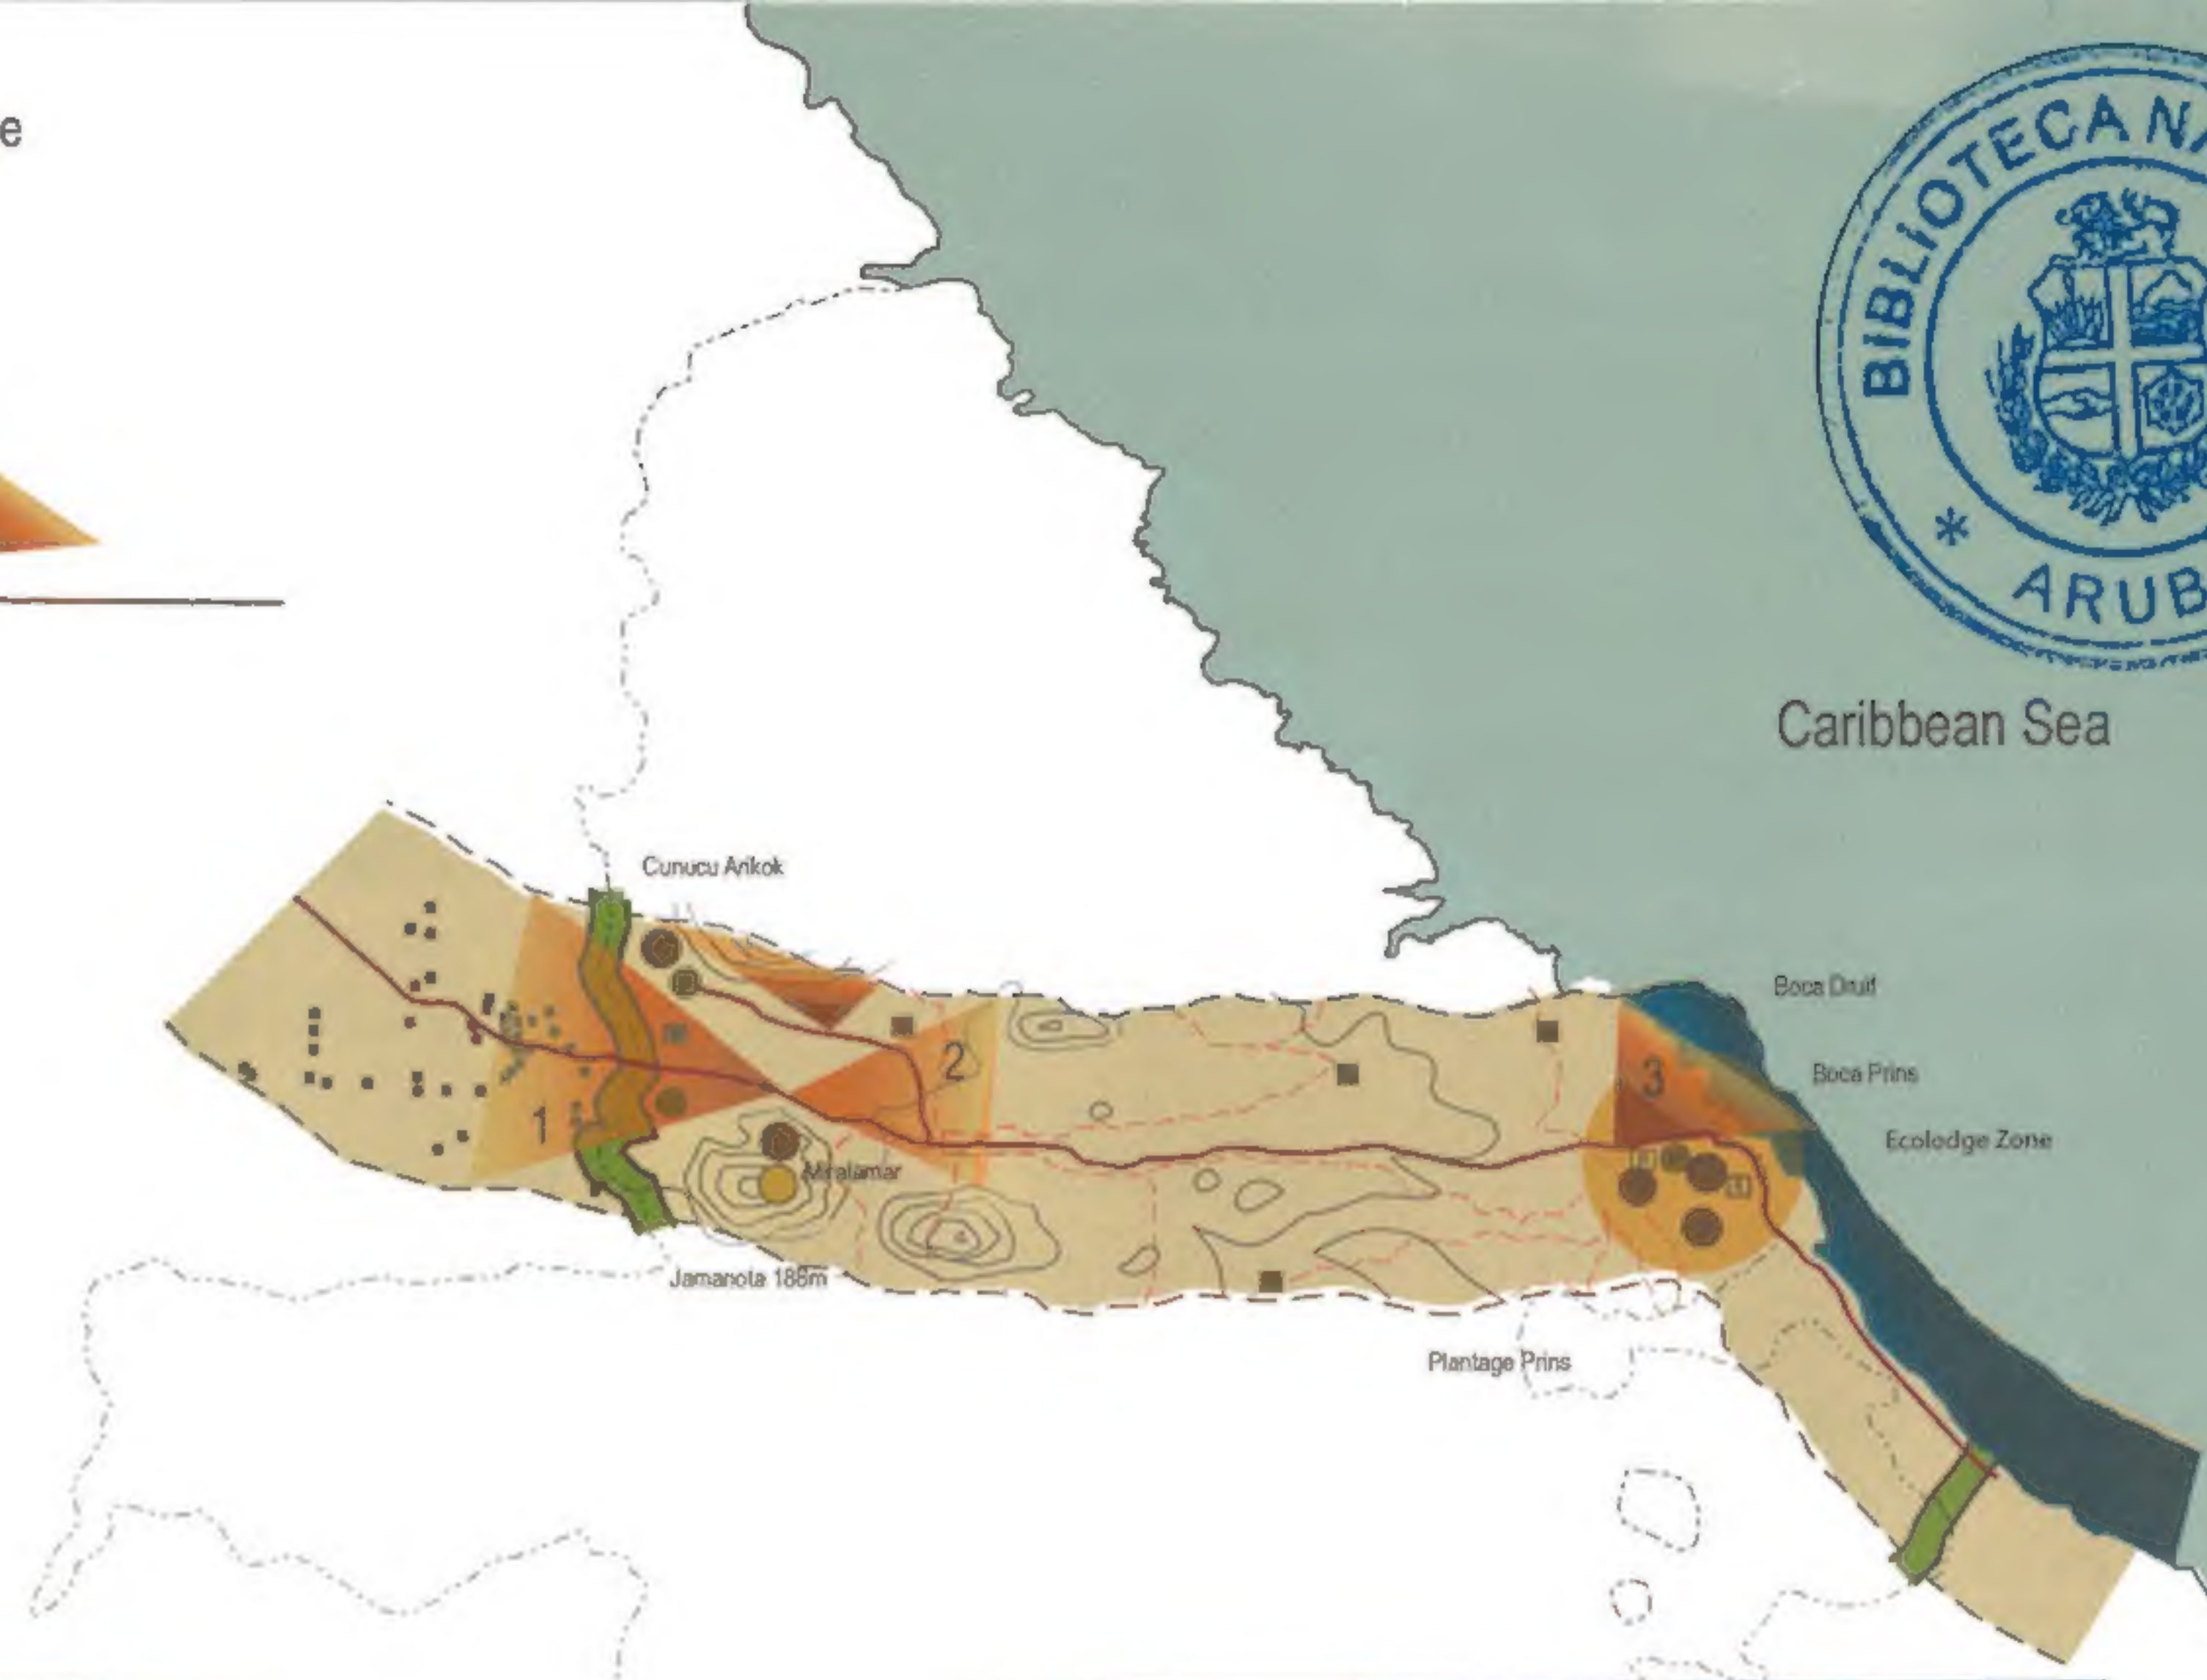 e
BIBLIOTECA NA
* ARUB
Caribbean Sea
Cunucu Arikok
Boca Druif
2
3
Boca Prins
1
Ecolodge Zone
Miralamar
Jamanota 188m
Plantage Prins